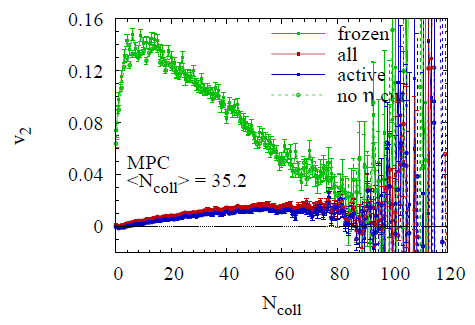 0.16
0.12
0.08
0.04
0
v2
frozen
all
active
no η cut
MPC
<Ncoll> = 35.2
0 20 40 60 80 100 120
Ncoll